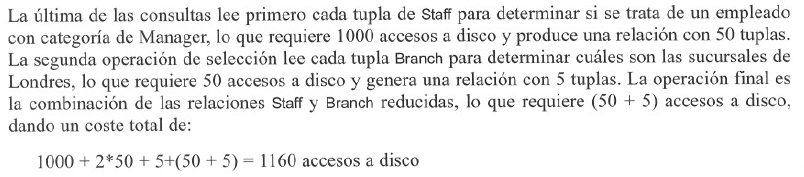 La última de las consultas lee primero cada tupla de Staff para determinar si se trata de un empleado
con categoría de Manager, lo que requiere 1000 accesos a disco y produce una relación con 50 tuplas.
La segunda operación de selección lee cada tupla Branch para determinar cuáles son las sucursales de
Londres, lo que requiere 50 accesos a disco y genera una relación con 5 tuplas. La operación final es
la combinación de las relaciones Staff y Branch reducidas, lo que requiere (50 + 5) accesos a disco,
dando un coste total de:
1000 + 2*50 + 5+(50 + 5) = 1160 accesos a disco